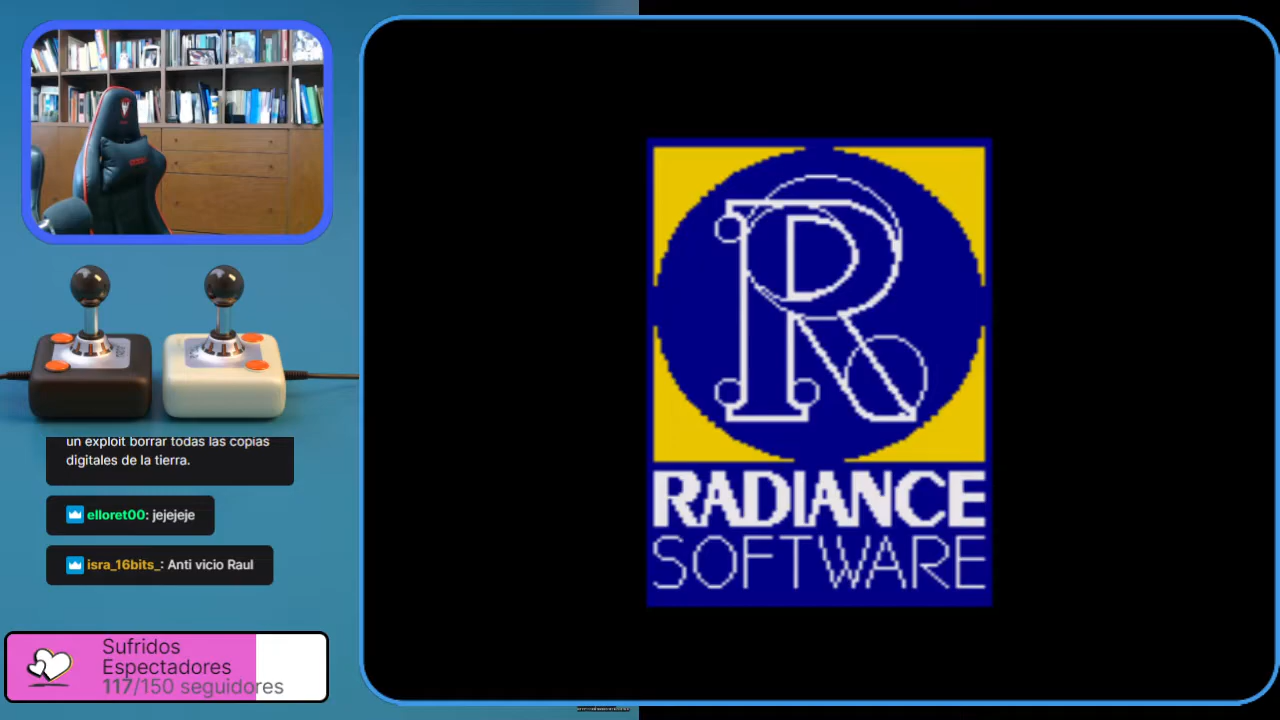 un exploit borrar todas las copias
digitales de la tierra.
elloret00: jejejeje
isra_16bits_: Anti vicio Raul
Sufridos
Espectadores
117/150 seguidores
R
RADIANCE
SOFTWARE